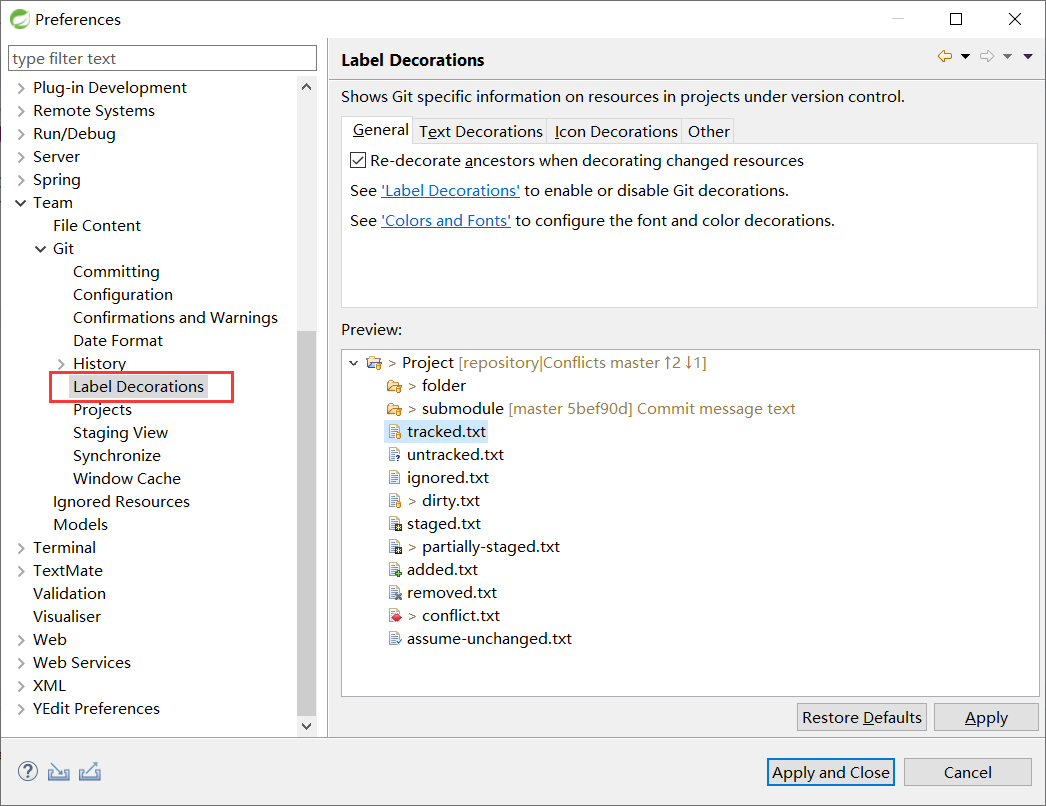 Preferences
type filter text
Plug-in Development
Remote Systems
Run/Debug
Server
Spring
Team
File Content
Git
Committing
Configuration
Confirmations and Warnings
Date Format
History
Label Decorations
Projects
Staging View
Synchronize
Window Cache
Ignored Resources
Models
Terminal
TextMate
Validation
Visualiser
Web
Web Services
XML
YEdit Preferences
Label Decorations
Shows Git specific information on resources in projects under version control.
General Text Decorations Icon Decorations Other
Re-decorate ancestors when decorating changed resources
See 'Label Decorations' to enable or disable Git decorations.
See 'Colors and Fonts' to configure the font and color decorations.
Preview:
> Project [repository|Conflicts master ↑2 ↓1]
> folder
> submodule [master 5bef90d] Commit message text
tracked.txt
untracked.txt
ignored.txt
> dirty.txt
staged.txt
> partially-staged.txt
added.txt
removed.txt
> conflict.txt
assume-unchanged.txt
Restore Defaults Apply
Apply and Close Cancel